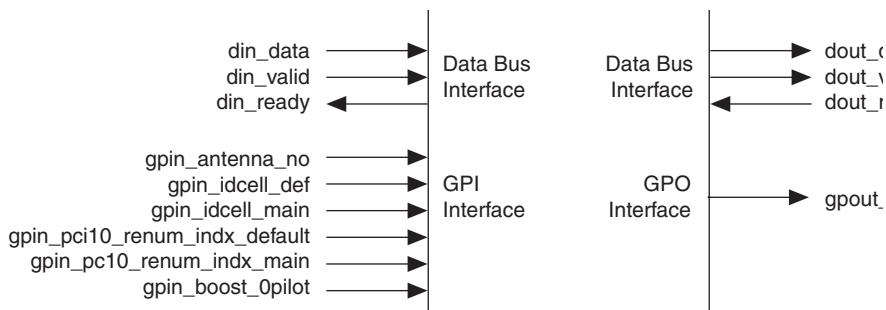 din_data
din_valid
din_ready
Data Bus
Interface
Data Bus
Interface
gpin_antenna_no
gpin_idcell_def
gpin_idcell_main
gpin_pci10_renum_indx_default
gpin_pc10_renum_indx_main
gpin_boost_0pilot
GPI
Interface
GPO
Interface